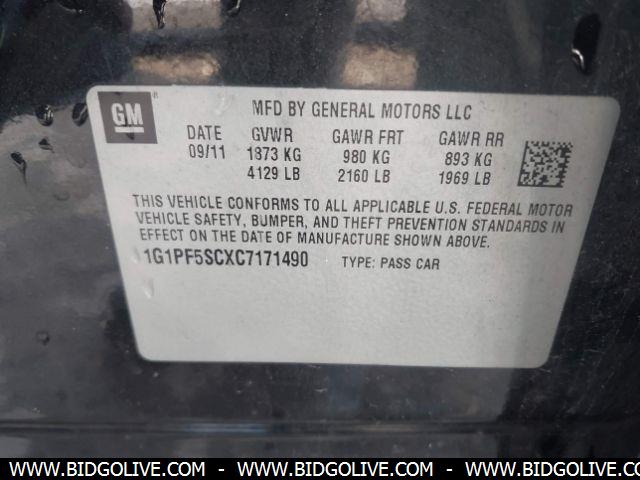 GM ®
MFD BY GENERAL MOTORS LLC
DATE GVWR GAWR FRT GAWR RR
09/11 1873 KG 980 KG 893 KG
4129 LB 2160 LB 1969 LB
THIS VEHICLE CONFORMS TO ALL APPLICABLE U.S. FEDERAL MOTOR
VEHICLE SAFETY, BUMPER, AND THEFT PREVENTION STANDARDS IN
EFFECT ON THE DATE OF MANUFACTURE SHOWN ABOVE.
1G1PF5SCXC7171490 TYPE: PASS CAR
WWW.BIDGOLIVE.COM - WWW.BIDGOLIVE.COM - WWW.BIDGOLIVE.COM